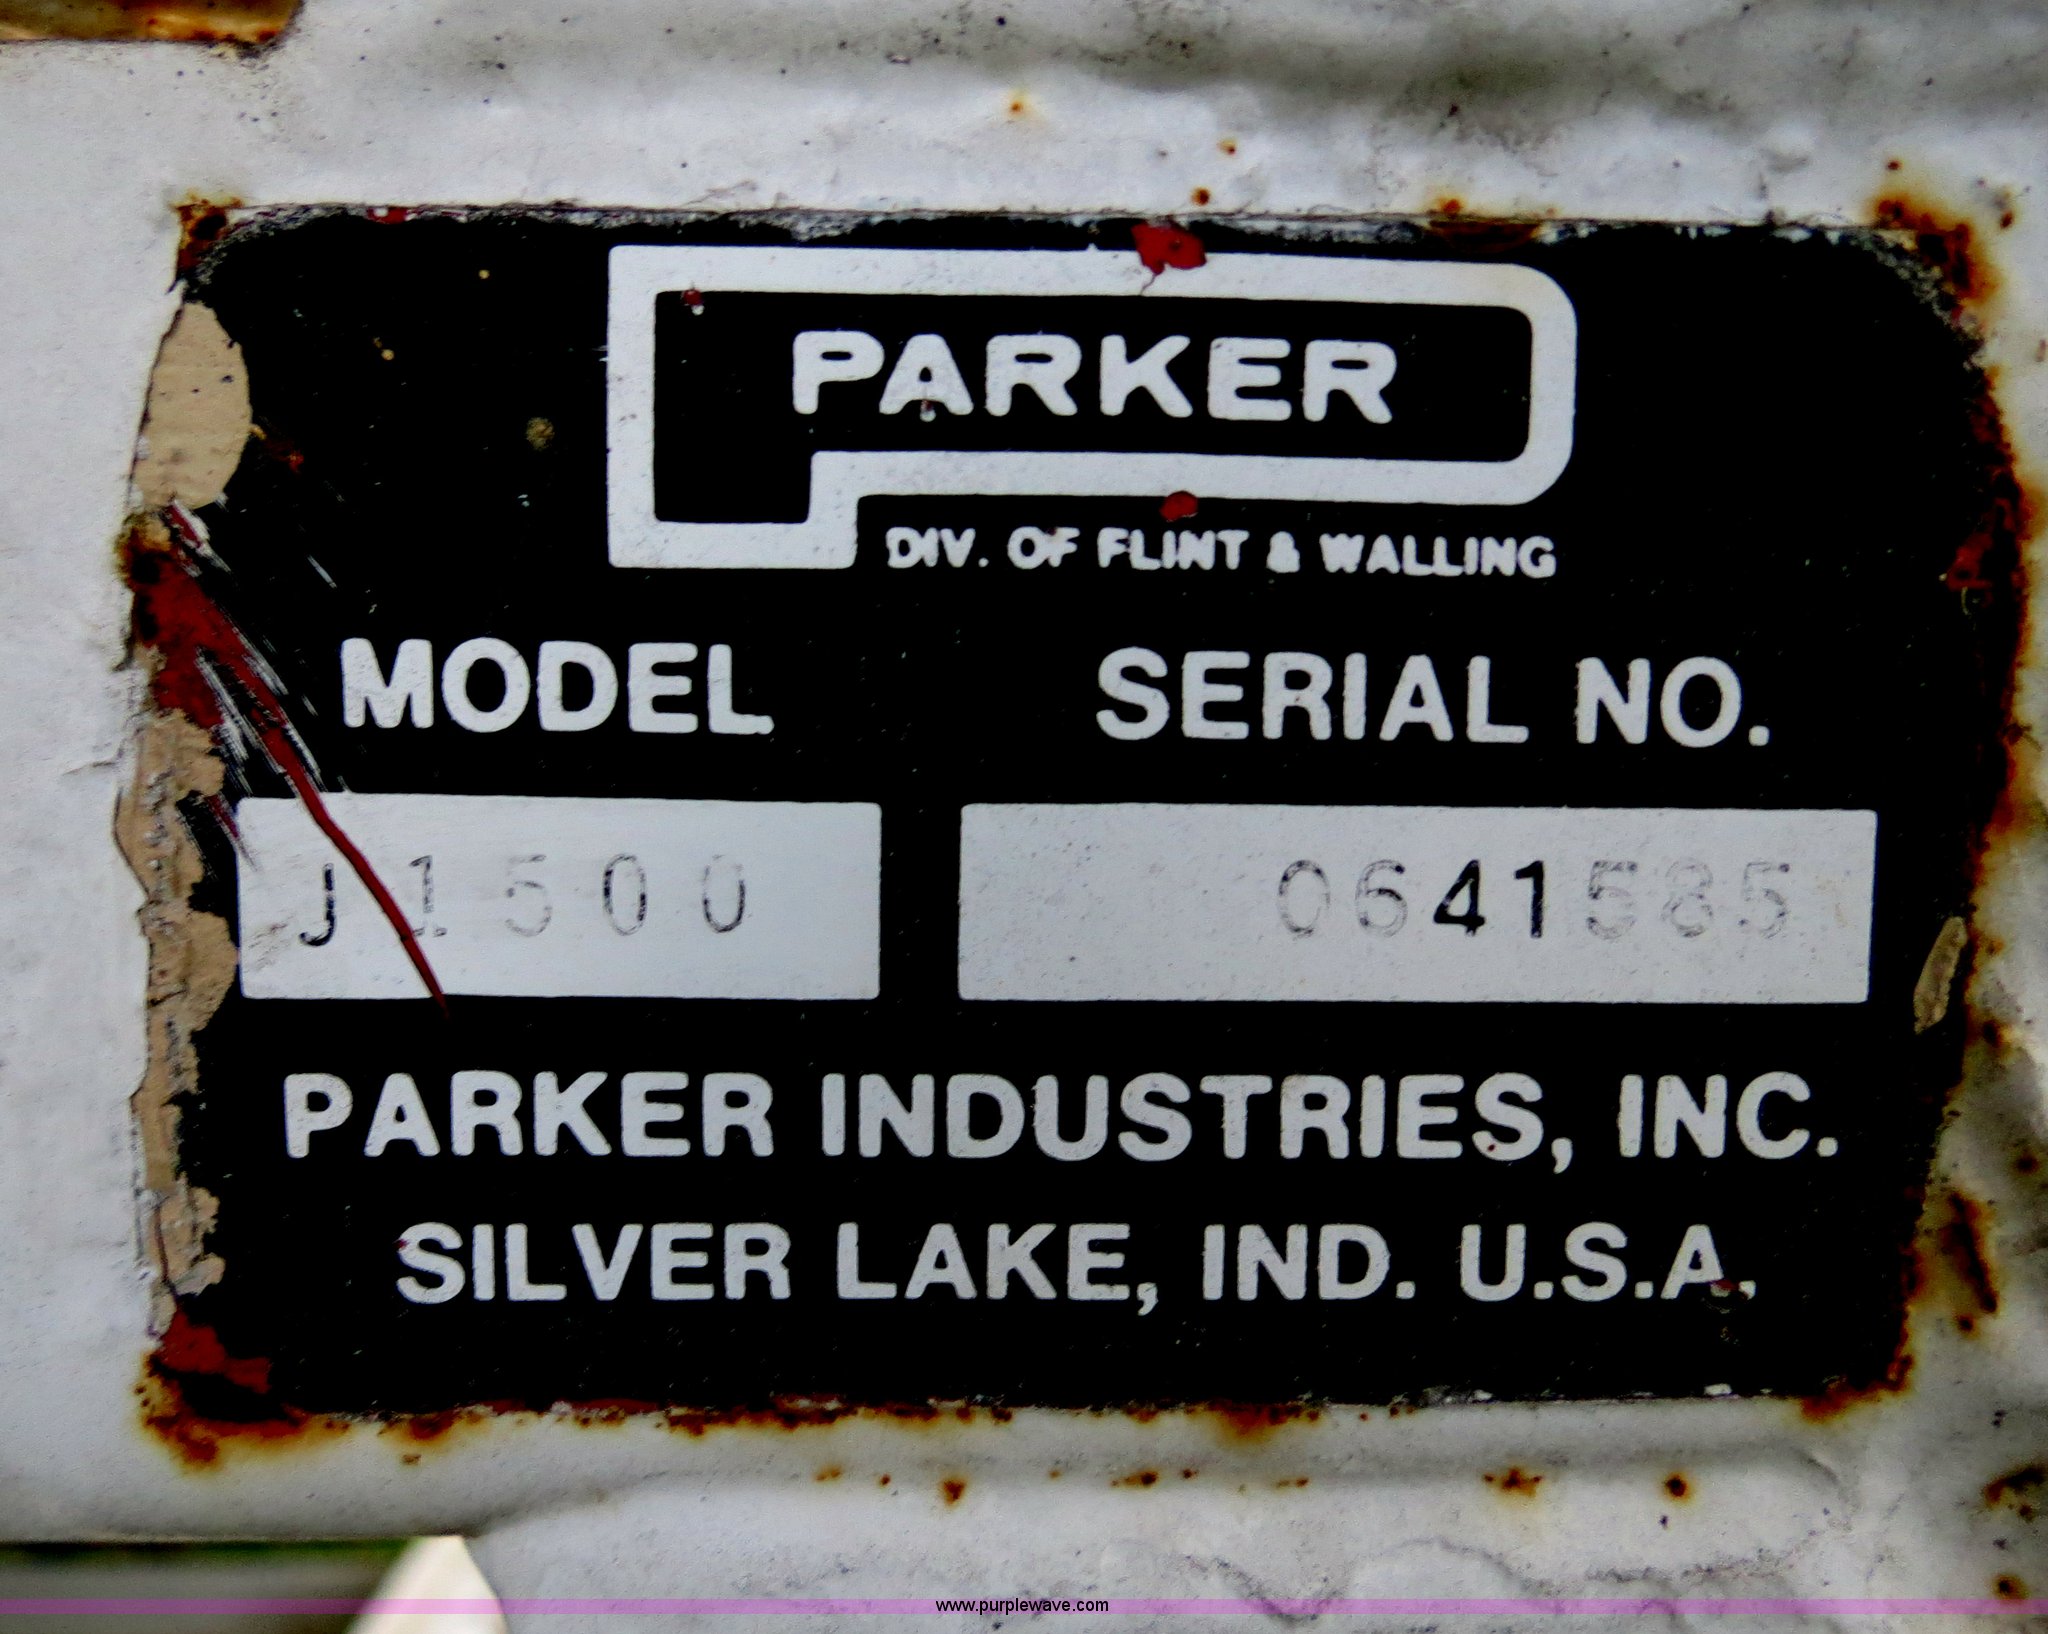 PARKER
DIV. OF FLINT & WALLING
MODEL SERIAL NO.
J1500 0641585
PARKER INDUSTRIES, INC.
SILVER LAKE, IND. U.S.A.
www.purplewave.com